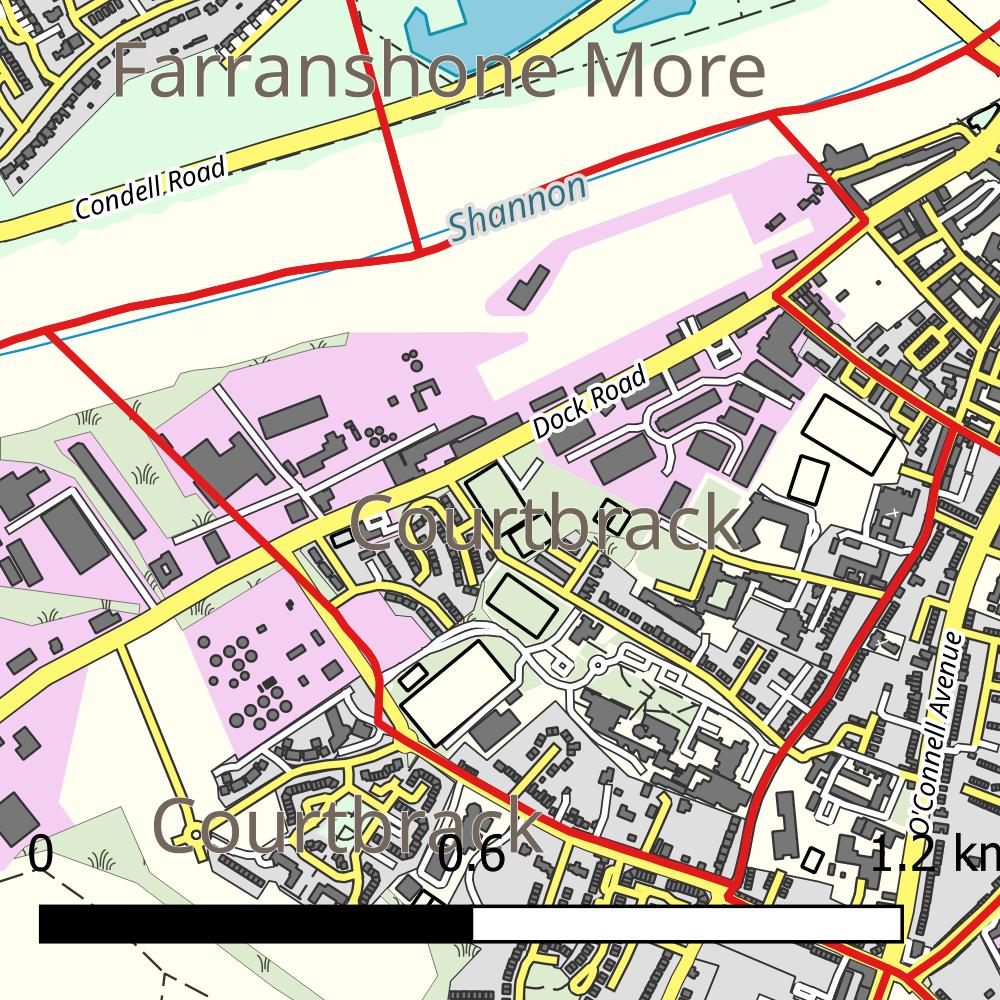 Farranshone More
Condell Road
Shannon
Dock Road
Courtbrack
O'Connell Avenue
Courtbrack
0 0.6 1.2 km